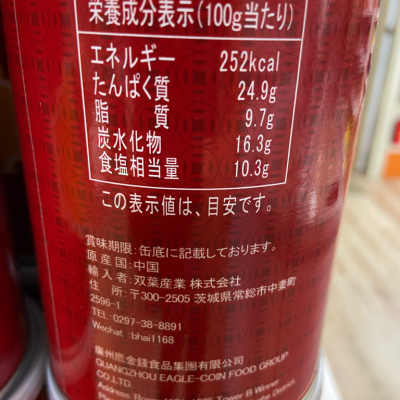 栄養成分表示(100g当たり)
エネルギー 252kcal
たんぱく質 24.9g
脂質 9.7g
炭水化物 16.3g
食塩相当量 10.3g
この表示値は、目安です。
賞味期限:缶底に記載しております。
原産国:中国
輸入者:双葉産業 株式会社
住所:〒300-2505 茨城県常総市中妻町
2596-1
TEL:0297-38-8891
Wechat :bhai1168
廣州鷹金錢食品集團有限公司
GUANGZHOU EAGLE-COIN FOOD GROUP
CO.LTD.
Address Room
Tower B Winner
District